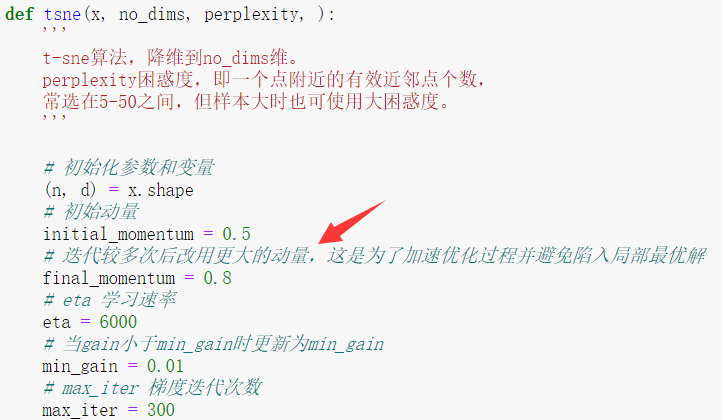 def tsne(x, no_dims, perplexity, ):
'''
t-sne算法，降维到no_dims维。
perplexity困惑度，即一个点附近的有效近邻点个数，
常选在5-50之间，但样本大时也可使用大困惑度。
'''
# 初始化参数和变量
(n, d) = x.shape
# 初始动量
initial_momentum = 0.5
# 迭代较多次后改用更大的动量，这是为了加速优化过程并避免陷入局部最优解
final_momentum = 0.8
# eta 学习速率
eta = 6000
# 当gain小于min_gain时更新为min_gain
min_gain = 0.01
# max_iter 梯度迭代次数
max_iter = 300